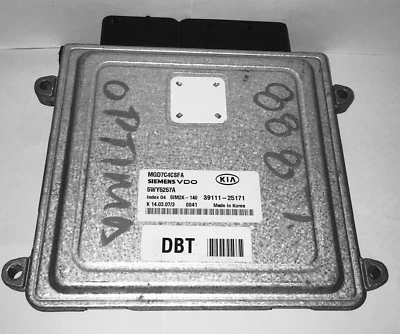 OPTIMA
MGD7C4CSFA
SIEMENS VDO KIA
5WY5257A
Index 04 SIM2K-140 39111-25171
K 14.03.07/3 0041 Made in Korea
DBT